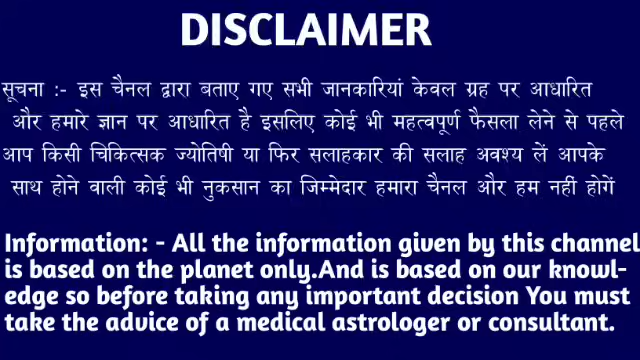 DISCLAIMER
सूचना :- इस चैनल द्वारा बताए गए सभी जानकारियां केवल ग्रह पर आधारित
और हमारे ज्ञान पर आधारित है इसलिए कोई भी महत्वपूर्ण फैसला लेने से पहले
आप किसी चिकित्सक ज्योतिषी या फिर सलाहकार की सलाह अवश्य लें आपके
साथ होने वाली कोई भी नुकसान का जिम्मेदार हमारा चैनल और हम नहीं होगें
Information: - All the information given by this channel
is based on the planet only.And is based on our knowl-
edge so before taking any important decision You must
take the advice of a medical astrologer or consultant.